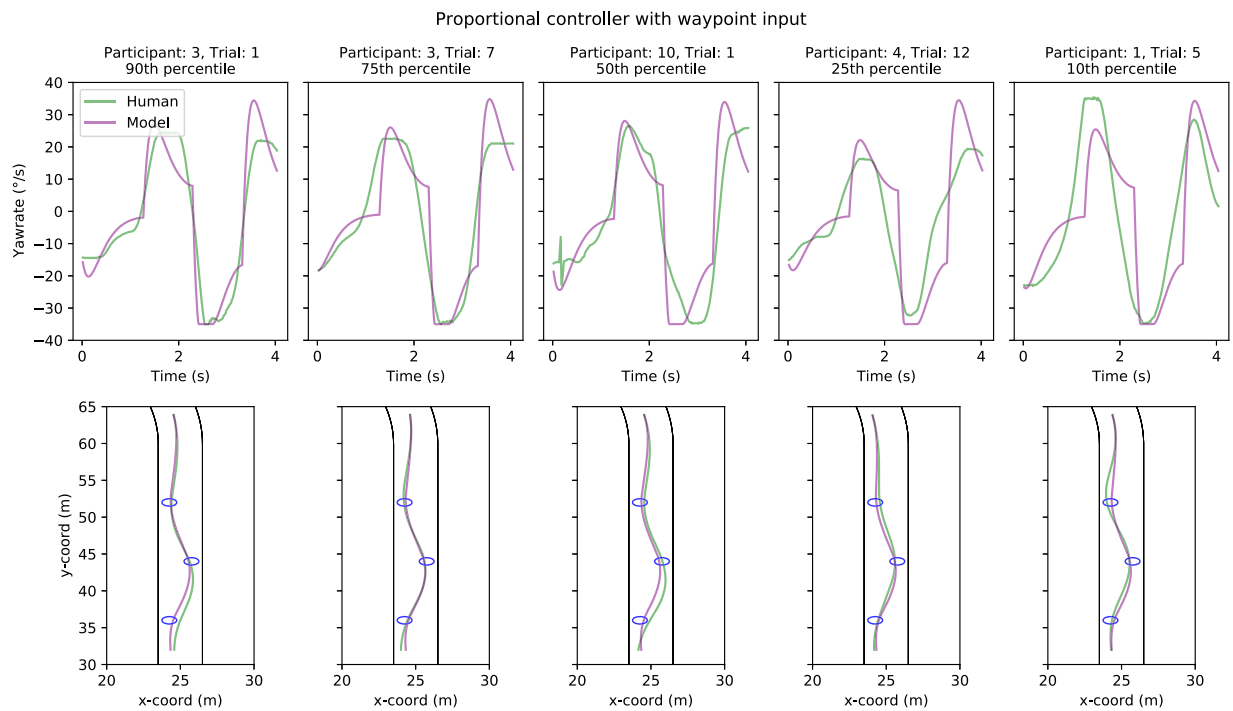 Proportional controller with waypoint input
Participant: 3, Trial: 1
90th percentile
Participant: 3, Trial: 7
75th percentile
Participant: 10, Trial: 1
50th percentile
Participant: 4, Trial: 12
25th percentile
Participant: 1, Trial: 5
10th percentile
Human
Model
Yawrate (°/s)
40
30
20
10
0
−10
−20
−30
−40
0 2 4
0 2 4
0 2 4
0 2 4
0 2 4
Time (s)
Time (s)
Time (s)
Time (s)
Time (s)
y-coord (m)
65
60
55
50
45
40
35
30
20 25 30
20 25 30
20 25 30
20 25 30
20 25 30
x-coord (m)
x-coord (m)
x-coord (m)
x-coord (m)
x-coord (m)